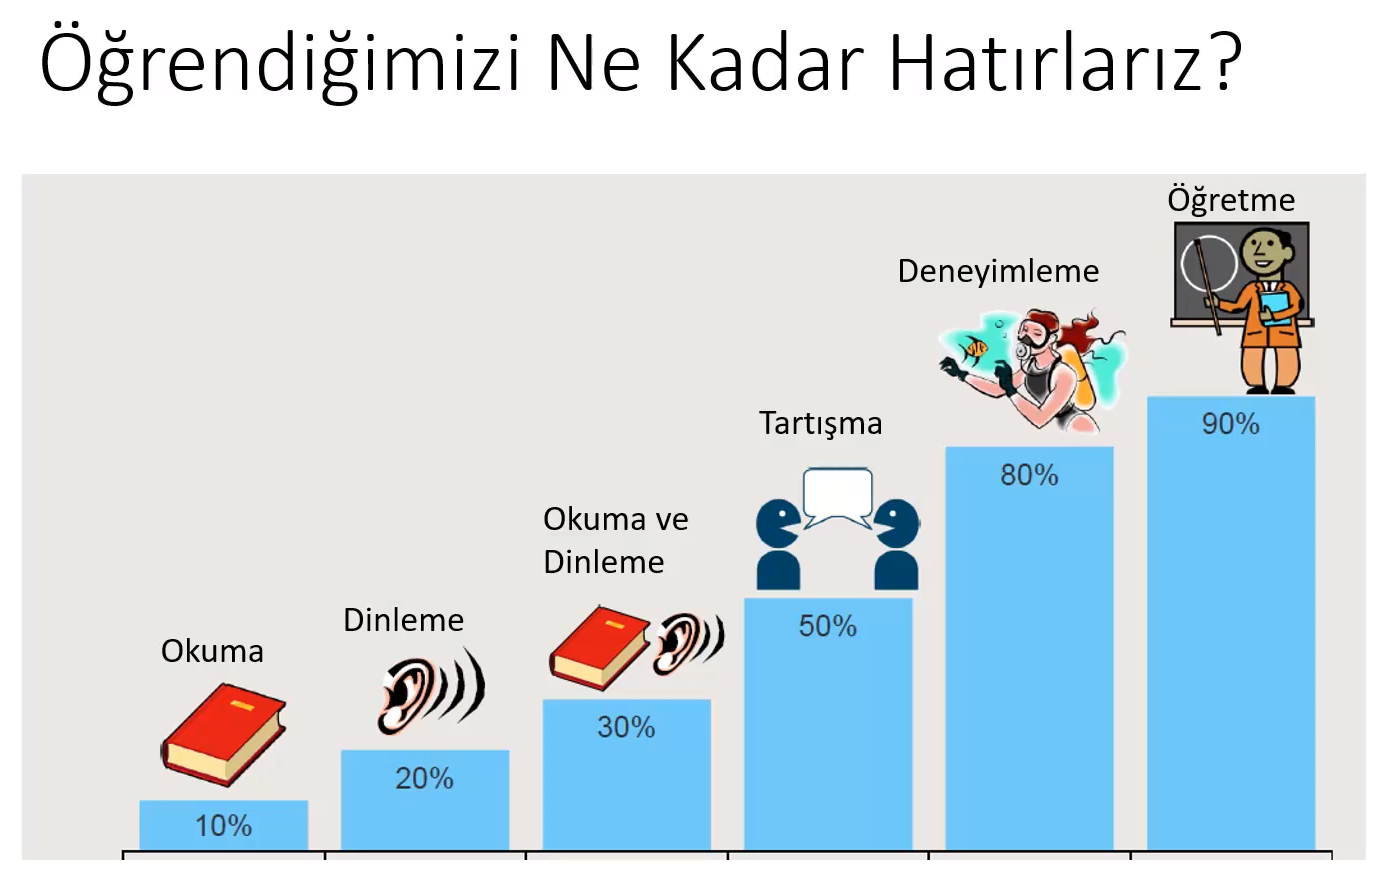 Öğrendiğimizi Ne Kadar Hatırlarız?
Okuma
10%
Dinleme
20%
Okuma ve
Dinleme
30%
Tartışma
50%
Deneyimleme
80%
Öğretme
90%